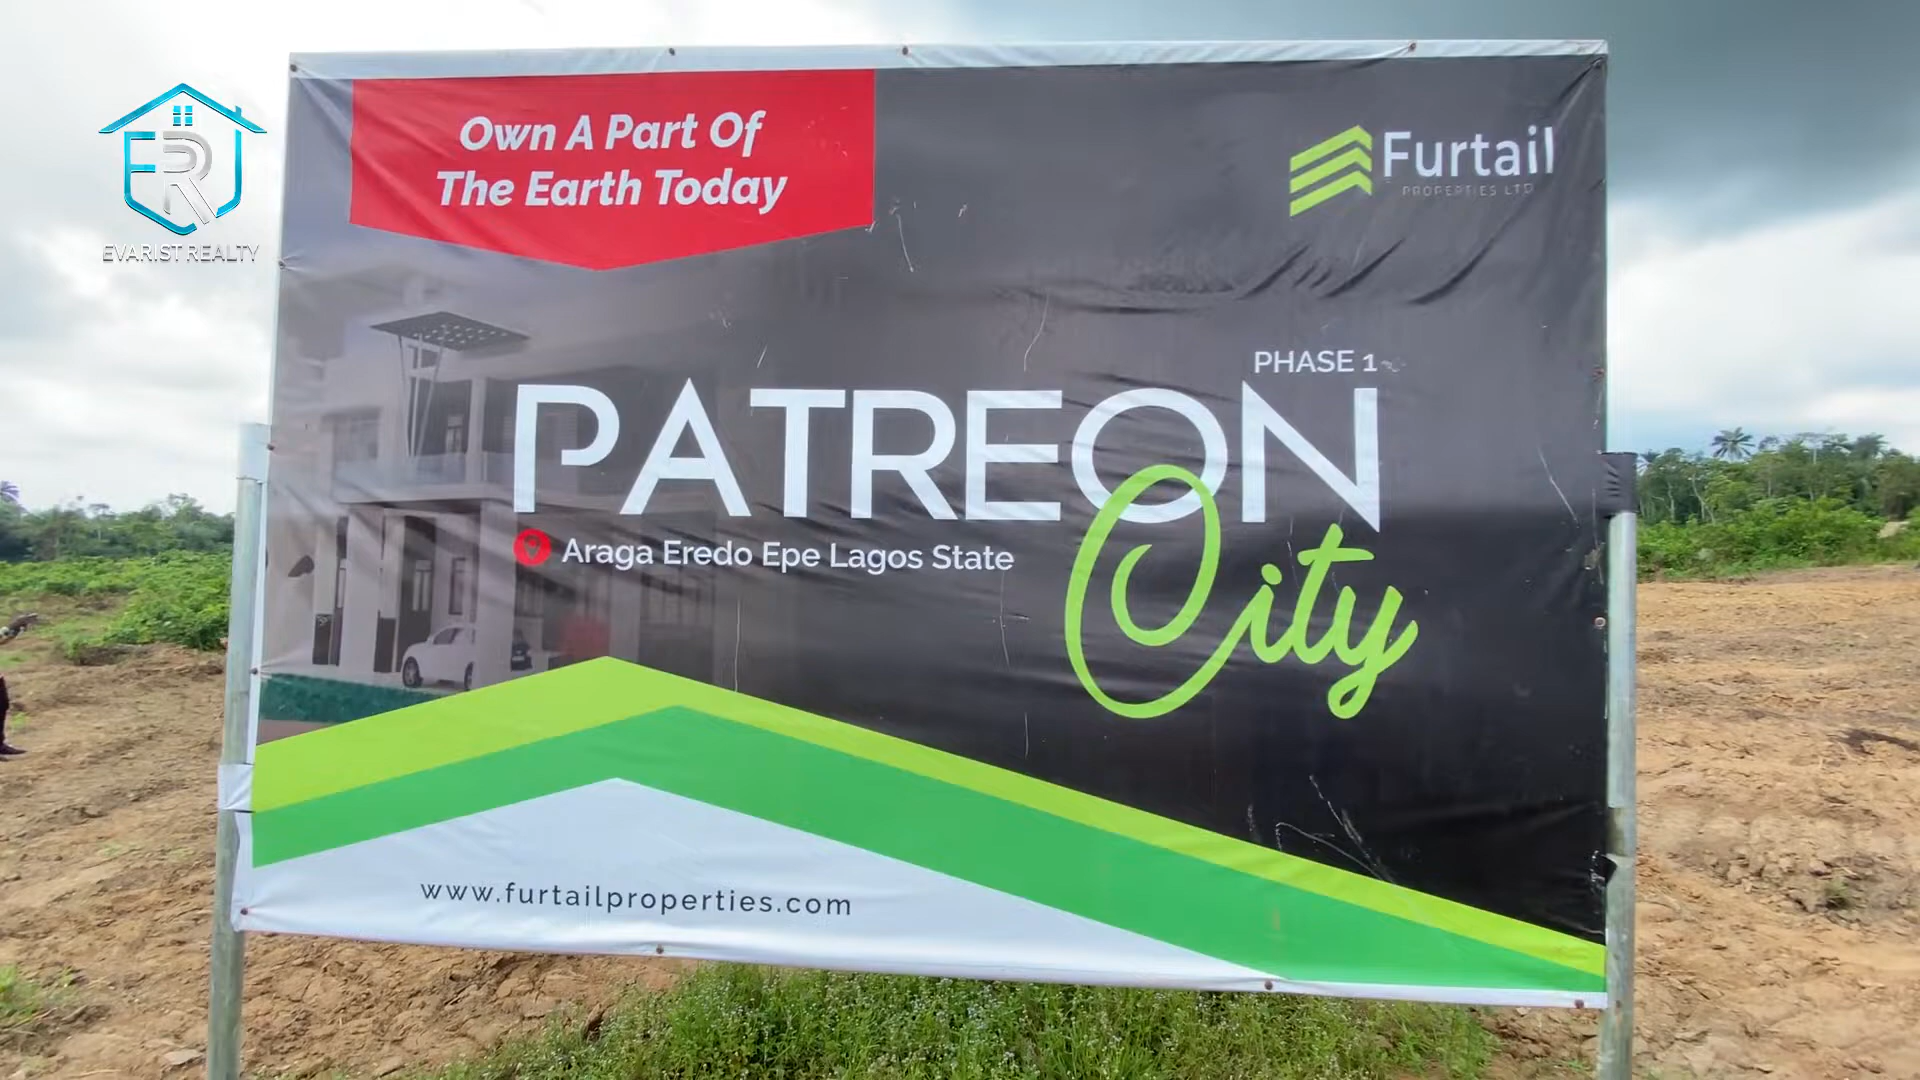 ER
EVARIST REALTY
Own A Part Of
The Earth Today
Furtail
PROPERTIES LTD
PHASE 1
PATREON
City
Araga Eredo Epe Lagos State
www.furtailproperties.com